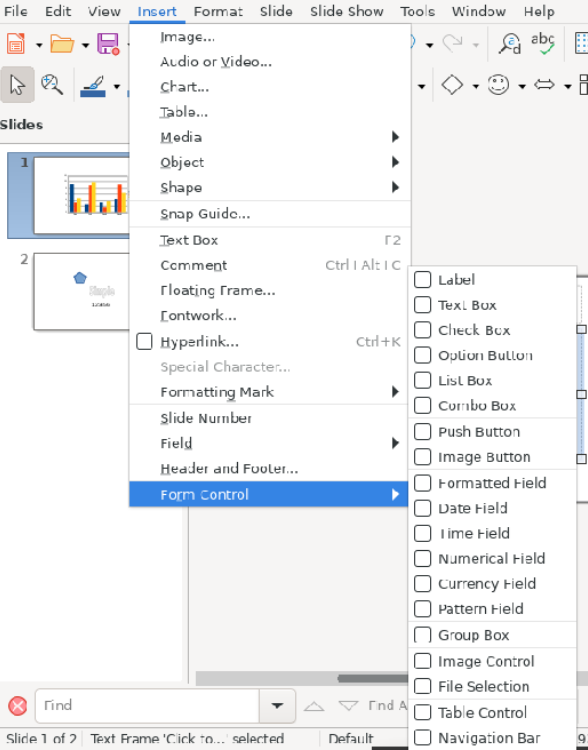 File Edit View Insert Format Slide Slide Show Tools Window Help
Image...
Audio or Video...
Chart...
Table...
Media
Object
Shape
Snap Guide...
Text Box F2
Comment Ctrl+Alt+C
Floating Frame...
Fontwork...
Hyperlink... Ctrl+K
Special Character...
Formatting Mark
Slide Number
Field
Header and Footer...
Form Control
Label
Text Box
Check Box
Option Button
List Box
Combo Box
Push Button
Image Button
Formatted Field
Date Field
Time Field
Numerical Field
Currency Field
Pattern Field
Group Box
Image Control
File Selection
Table Control
Navigation Bar
abc
Slides
1
2
Simple
Find
Find A
Slide 1 of 2 Text Frame 'Click to...' selected Default